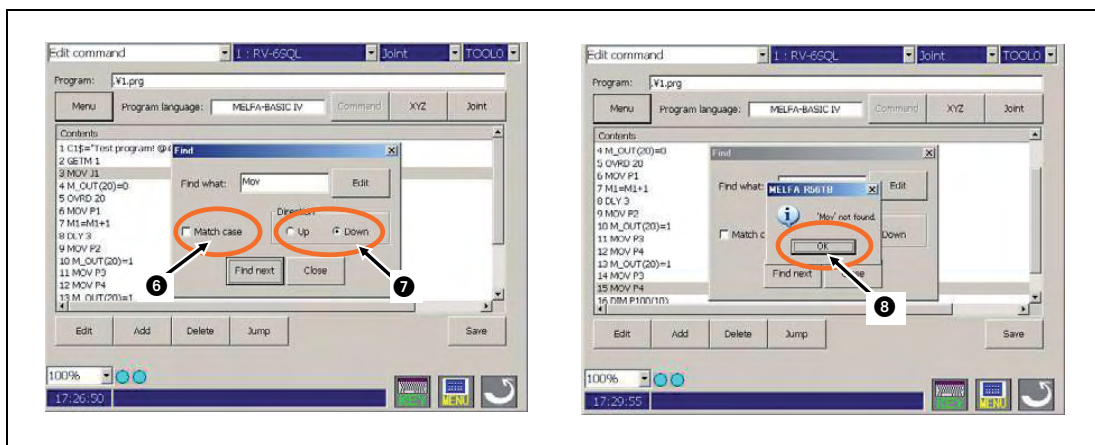 Edit command 1 : RV-6SQL Joint TOOL0
Program: .¥1.prg
Menu Program language: MELFA-BASIC IV Command XYZ Joint
Contents
1 C1$="Test program! @
2 GETM 1
3 MOV J1
4 M_OUT(20)=0
5 OVRD 20
6 MOV P1
7 M1=M1+1
8 DLY 3
9 MOV P2
10 M_OUT(20)=1
11 MOV P3
12 MOV P4
13 M_OUT(20)=1
Find
Find what: Mov Edit
Direction
Match case Up Down
Find next Close
6
7
Edit Add Delete Jump Save
100%
17:26:50 KEY MENU
Edit command 1 : RV-6SQL Joint TOOL0
Program: .¥1.prg
Menu Program language: MELFA-BASIC IV Command XYZ Joint
Contents
4 M_OUT(20)=0
5 OVRD 20
6 MOV P1
7 M1=M1+1
8 DLY 3
9 MOV P2
10 M_OUT(20)=1
11 MOV P3
12 MOV P4
13 M_OUT(20)=1
14 MOV P3
15 MOV P4
16 DIM P100(10)
Find
Find what: Edit
Match c Down
Find next
MELFA R56TB
'Mov' not found.
OK
8
Edit Add Delete Jump Save
100%
17:29:55 KEY MENU